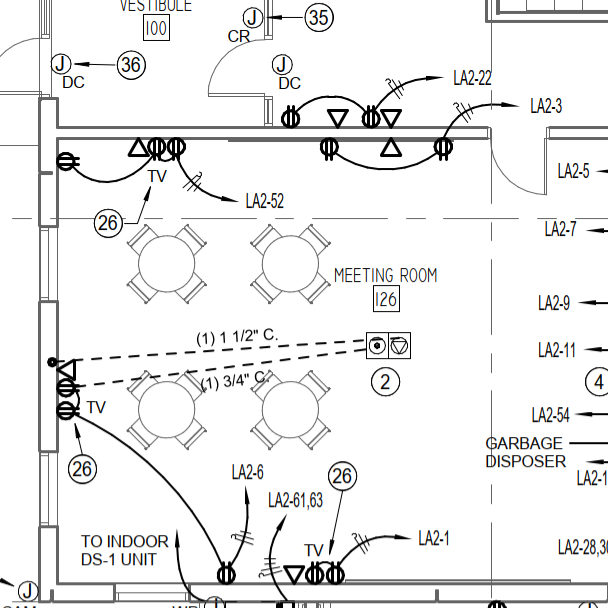 VESTIBULE
100
J
35
CR
J
36
DC
J
DC
LA2-22
LA2-3
LA2-5
TV
LA2-52
26
LA2-7
MEETING ROOM
126
LA2-9
(1) 1 1/2" C.
LA2-11
(1) 3/4" C.
2
4
TV
LA2-54
GARBAGE
DISPOSER
26
LA2-6
26
LA2-1
LA2-61,63
TO INDOOR
DS-1 UNIT
TV
LA2-1
LA2-28,30
J
J